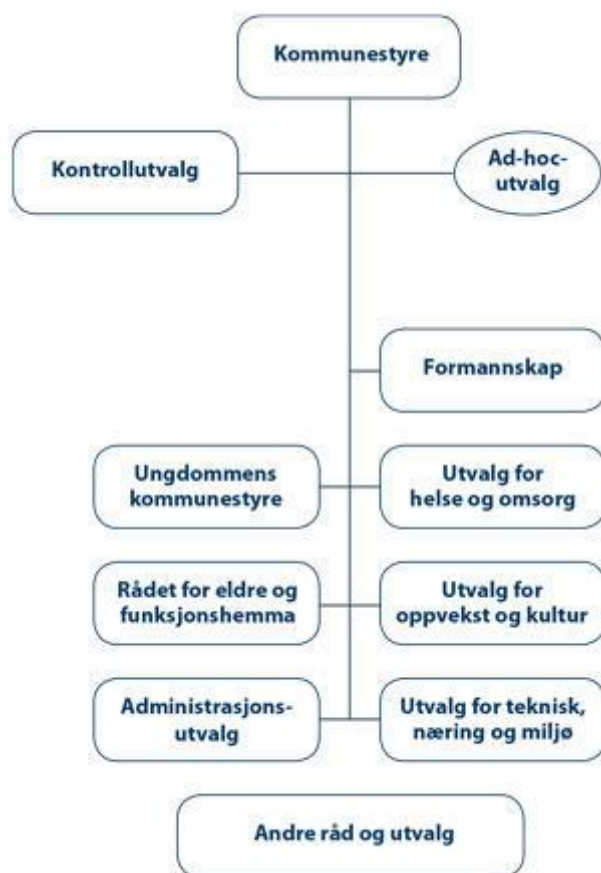 Kommunestyre
Kontrollutvalg
Ad-hoc-
utvalg
Formannskap
Ungdommens
kommunestyre
Utvalg for
helse og omsorg
Rådet for eldre og
funksjonshemma
Utvalg for
oppvekst og kultur
Administrasjons-
utvalg
Utvalg for teknisk,
næring og miljø
Andre råd og utvalg